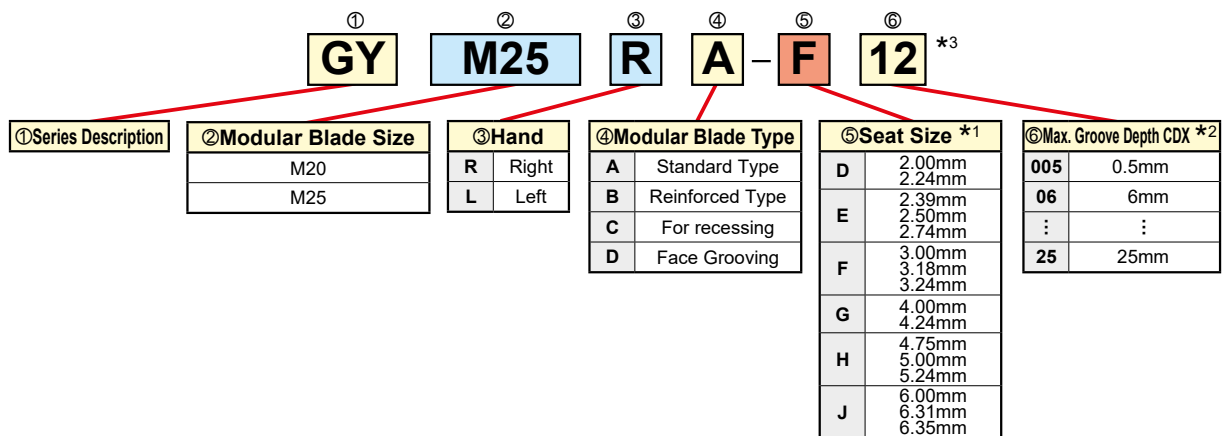 ① ② ③ ④ ⑤ ⑥
GY M25 R A – F 12 *3
①Series Description
②Modular Blade Size
M20
M25
③Hand
R Right
L Left
④Modular Blade Type
A Standard Type
B Reinforced Type
C For recessing
D Face Grooving
⑤Seat Size *1
D 2.00mm
2.24mm
E 2.39mm
2.50mm
2.74mm
F 3.00mm
3.18mm
3.24mm
G 4.00mm
4.24mm
H 4.75mm
5.00mm
5.24mm
J 6.00mm
6.31mm
6.35mm
⑥Max. Groove Depth CDX *2
005 0.5mm
06 6mm
⋮ ⋮
25 25mm